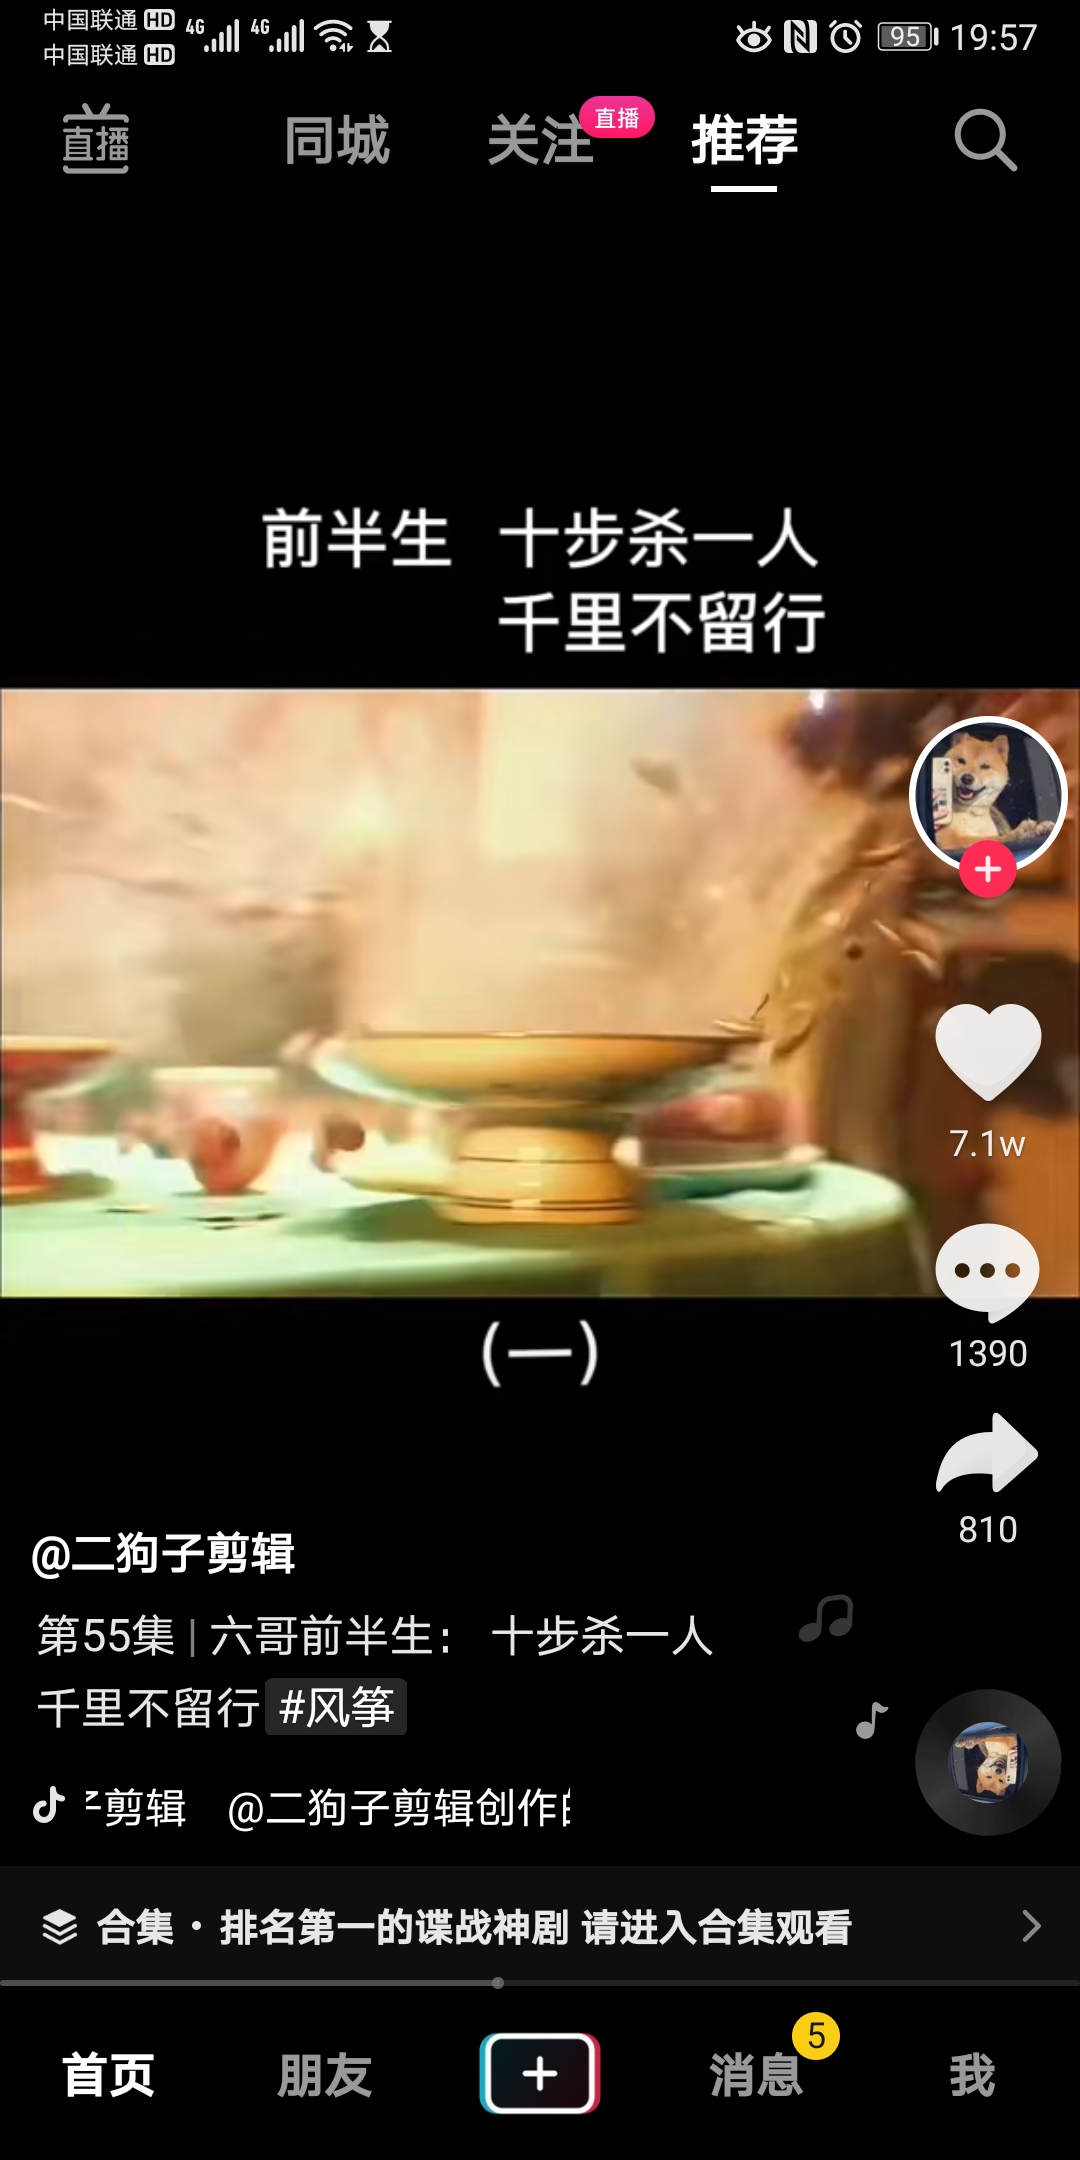 中国联通 HD 4G 4G 95 19:57
中国联通 HD
直播 同城 关注 直播 推荐
前半生 十步杀一人
千里不留行
7.1w
(一)
1390
810
@二狗子剪辑
第55集 | 六哥前半生： 十步杀一人
千里不留行 #风筝
剪辑 @二狗子剪辑创作
合集 · 排名第一的谍战神剧 请进入合集观看
首页 朋友 消息 5 我